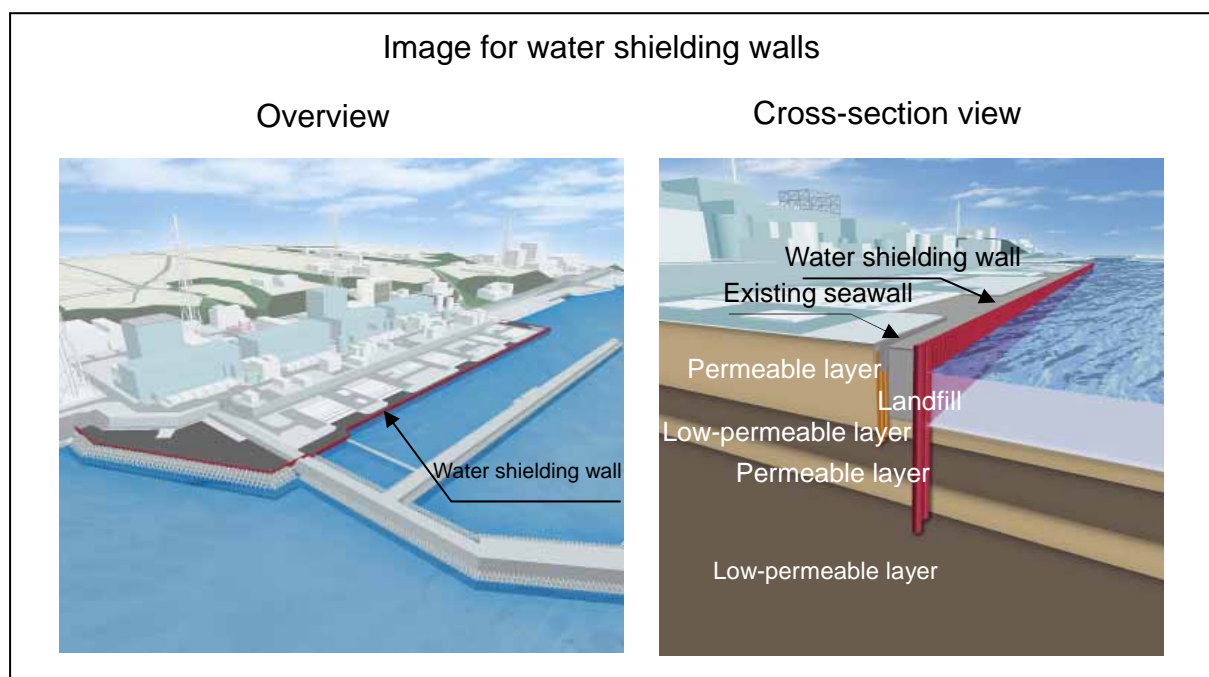 Image for water shielding walls
Overview
Cross-section view
Water shielding wall
Water shielding wall
Existing seawall
Permeable layer
Landfill
Low-permeable layer
Permeable layer
Low-permeable layer